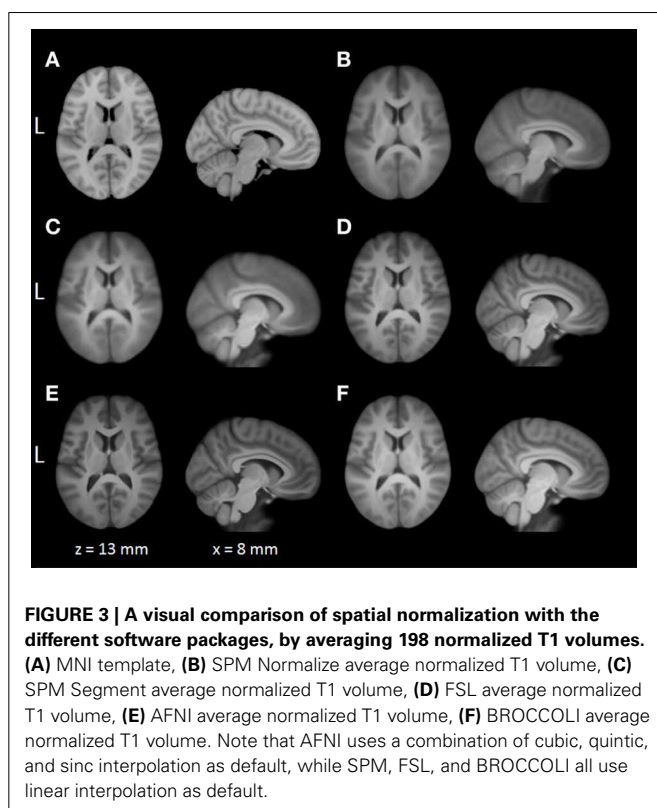 A
B
L
C
D
L
E
F
L
z = 13 mm
x = 8 mm
FIGURE 3 | A visual comparison of spatial normalization with the
different software packages, by averaging 198 normalized T1 volumes.
(A) MNI template, (B) SPM Normalize average normalized T1 volume, (C)
SPM Segment average normalized T1 volume, (D) FSL average normalized
T1 volume, (E) AFNI average normalized T1 volume, (F) BROCCOLI average
normalized T1 volume. Note that AFNI uses a combination of cubic, quintic,
and sinc interpolation as default, while SPM, FSL, and BROCCOLI all use
linear interpolation as default.